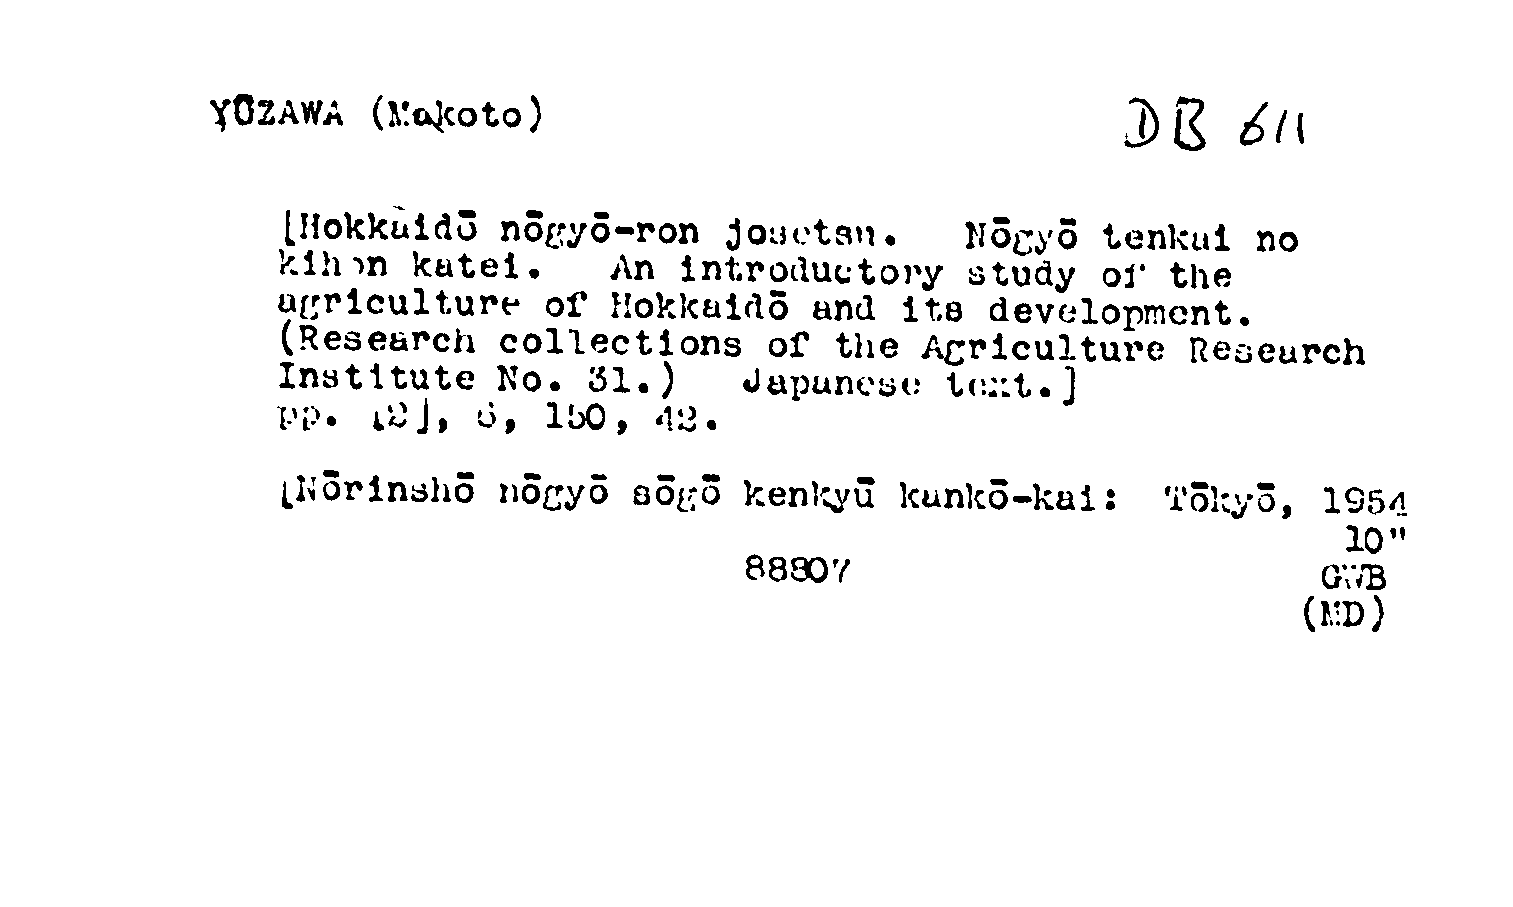 YŪZAWA (Makoto)
DB 611
[Hokkaidō nōgyō-ron josetsu. Nōgyō tenkai no
kihon katei. An introductory study of the
agriculture of Hokkaidō and its development.
(Research collections of the Agriculture Research
Institute No. 31.) Japanese text.]
pp. [2], 6, 150, 42.
[Nōrinshō nōgyō sōgō kenkyū kankō-kai: Tōkyō, 1954
10"
88807
GWB
(MD)